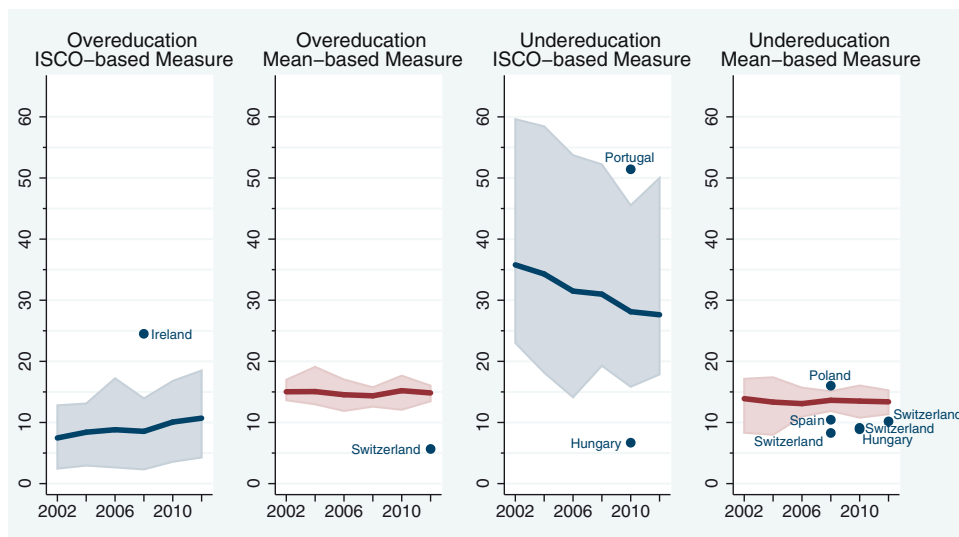 Overeducation
ISCO−based Measure
60
50
40
30
20
10
0
Ireland
2002 2006 2010
Overeducation
Mean−based Measure
60
50
40
30
20
10
0
Switzerland
2002 2006 2010
Undereducation
ISCO−based Measure
60
50
40
30
20
10
0
Portugal
Hungary
2002 2006 2010
Undereducation
Mean−based Measure
60
50
40
30
20
10
0
Poland
Spain
Switzerland
Switzerland
Switzerland
Hungary
2002 2006 2010